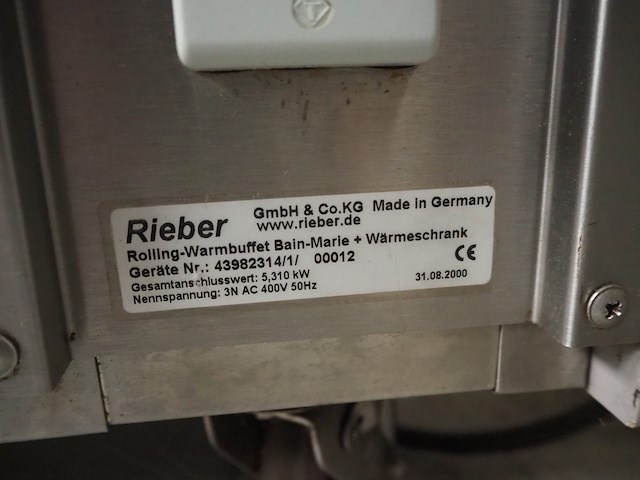 Rieber GmbH & Co.KG Made in Germany
www.rieber.de
Rolling-Warmbuffet Bain-Marie + Wärmeschrank
Geräte Nr.: 43982314/1/ 00012 CE
Gesamtanschlusswert: 5,310 kW
Nennspannung: 3N AC 400V 50Hz 31.08.2000